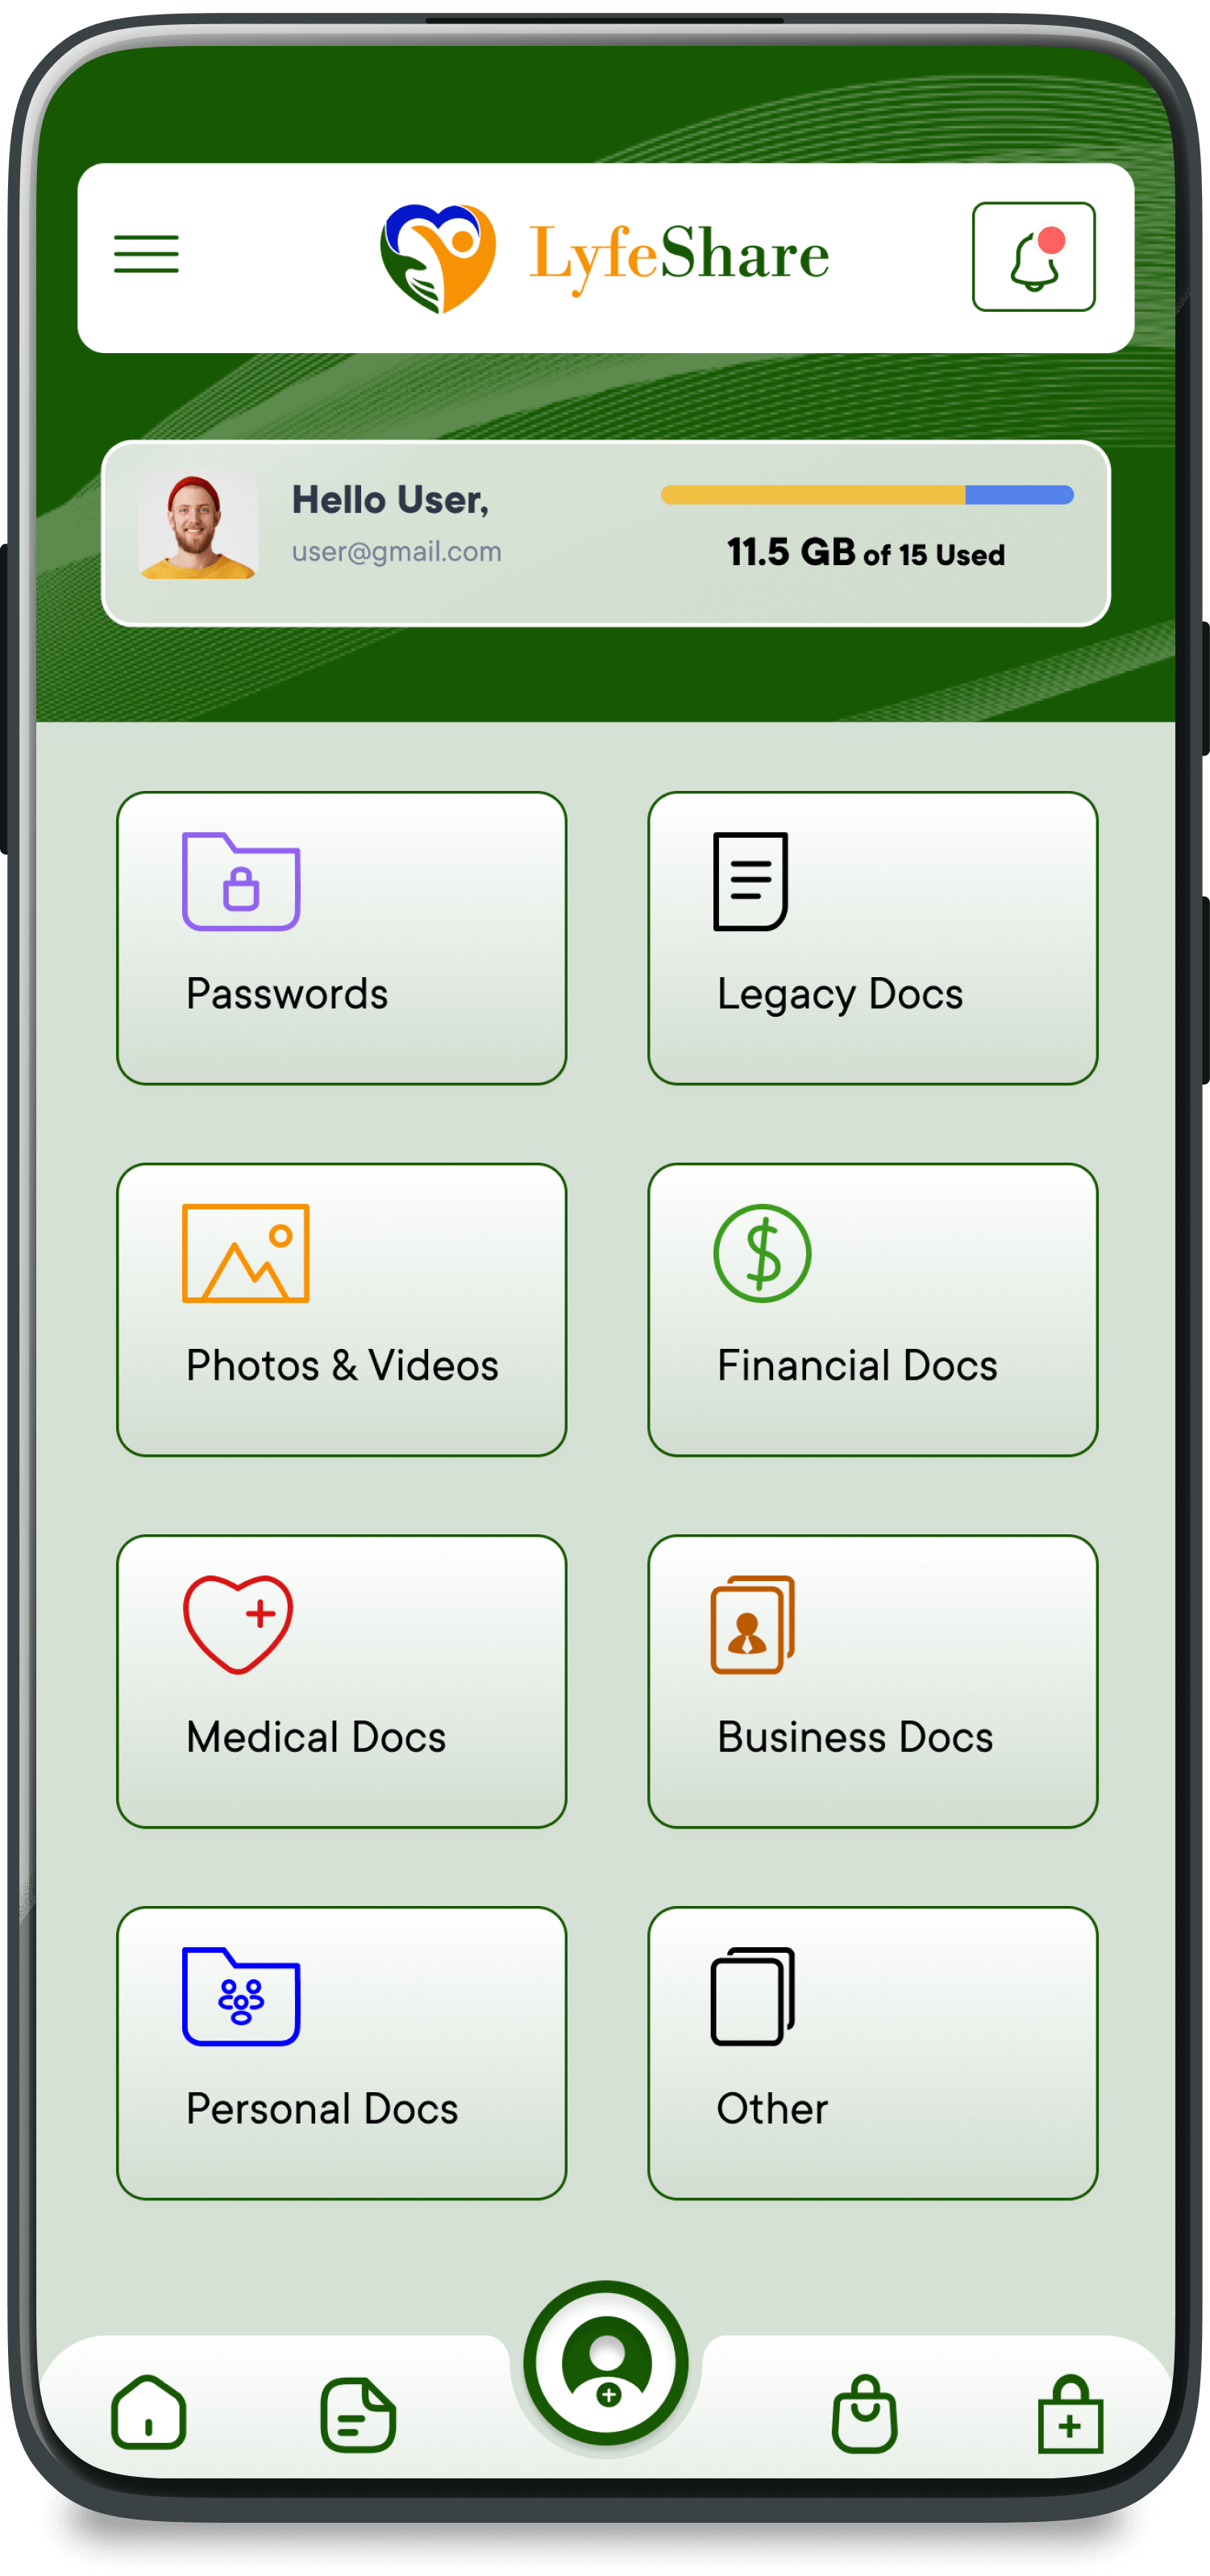 LyfeShare
Hello User,
user@gmail.com
11.5 GB of 15 Used
Passwords
Legacy Docs
Photos & Videos
Financial Docs
Medical Docs
Business Docs
Personal Docs
Other